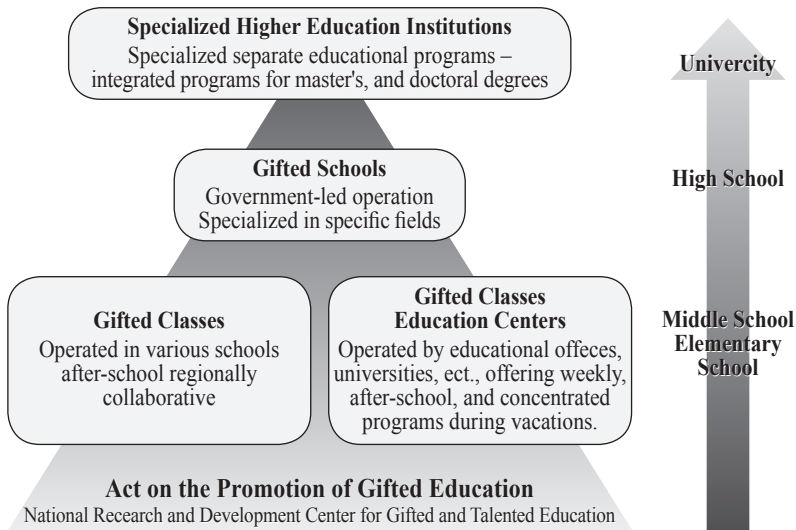 Specialized Higher Education Institutions
Specialized separate educational programs –
integrated programs for master's, and doctoral degrees
Univercity
Gifted Schools
Government-led operation
Specialized in specific fields
High School
Gifted Classes
Operated in various schools
after-school regionally
collaborative
Gifted Classes
Education Centers
Operated by educational offeces,
universities, ect., offering weekly,
after-school, and concentrated
programs during vacations.
Middle School
Elementary
School
Act on the Promotion of Gifted Education
National Recearch and Development Center for Gifted and Talented Education